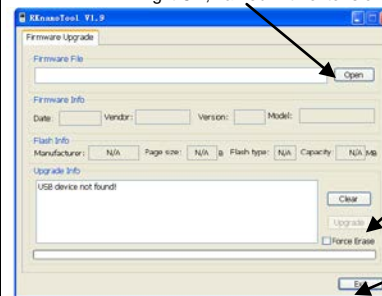 RKnanoTool V1.9
Firmware Upgrade
Firmware File
Open
Firmware Info
Date: Vendor: Version: Model:
Flash Info
Manufacturer: N/A Page size: N/A B Flash type: N/A Capacity: N/A MB
Upgrade Info
USB device not found!
Clear
Upgrade
Force Erase